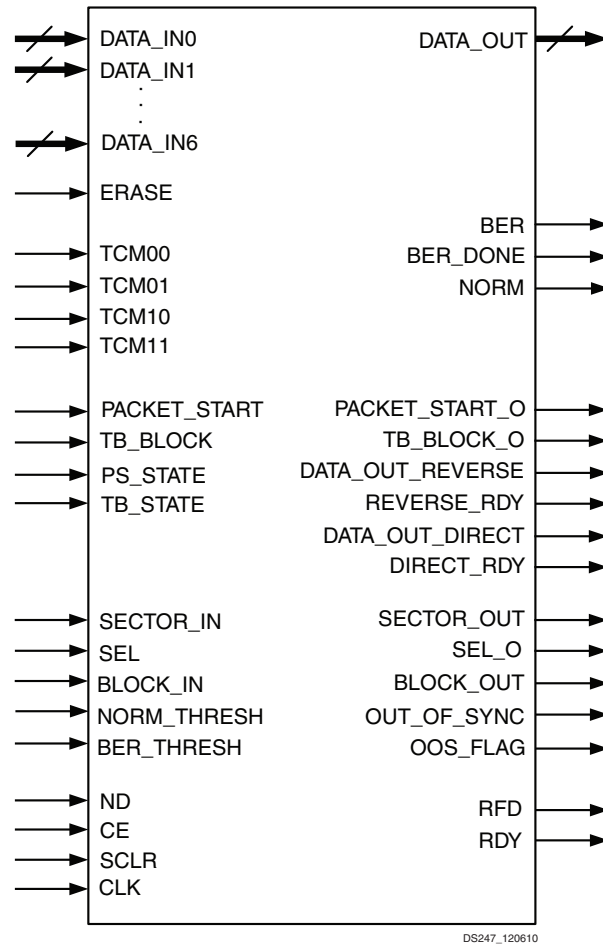 DATA_IN0
DATA_IN1
.
.
.
DATA_IN6
ERASE
TCM00
TCM01
TCM10
TCM11
PACKET_START
TB_BLOCK
PS_STATE
TB_STATE
SECTOR_IN
SEL
BLOCK_IN
NORM_THRESH
BER_THRESH
ND
CE
SCLR
CLK
DATA_OUT
BER
BER_DONE
NORM
PACKET_START_O
TB_BLOCK_O
DATA_OUT_REVERSE
REVERSE_RDY
DATA_OUT_DIRECT
DIRECT_RDY
SECTOR_OUT
SEL_O
BLOCK_OUT
OUT_OF_SYNC
OOS_FLAG
RFD
RDY
DS247_120610